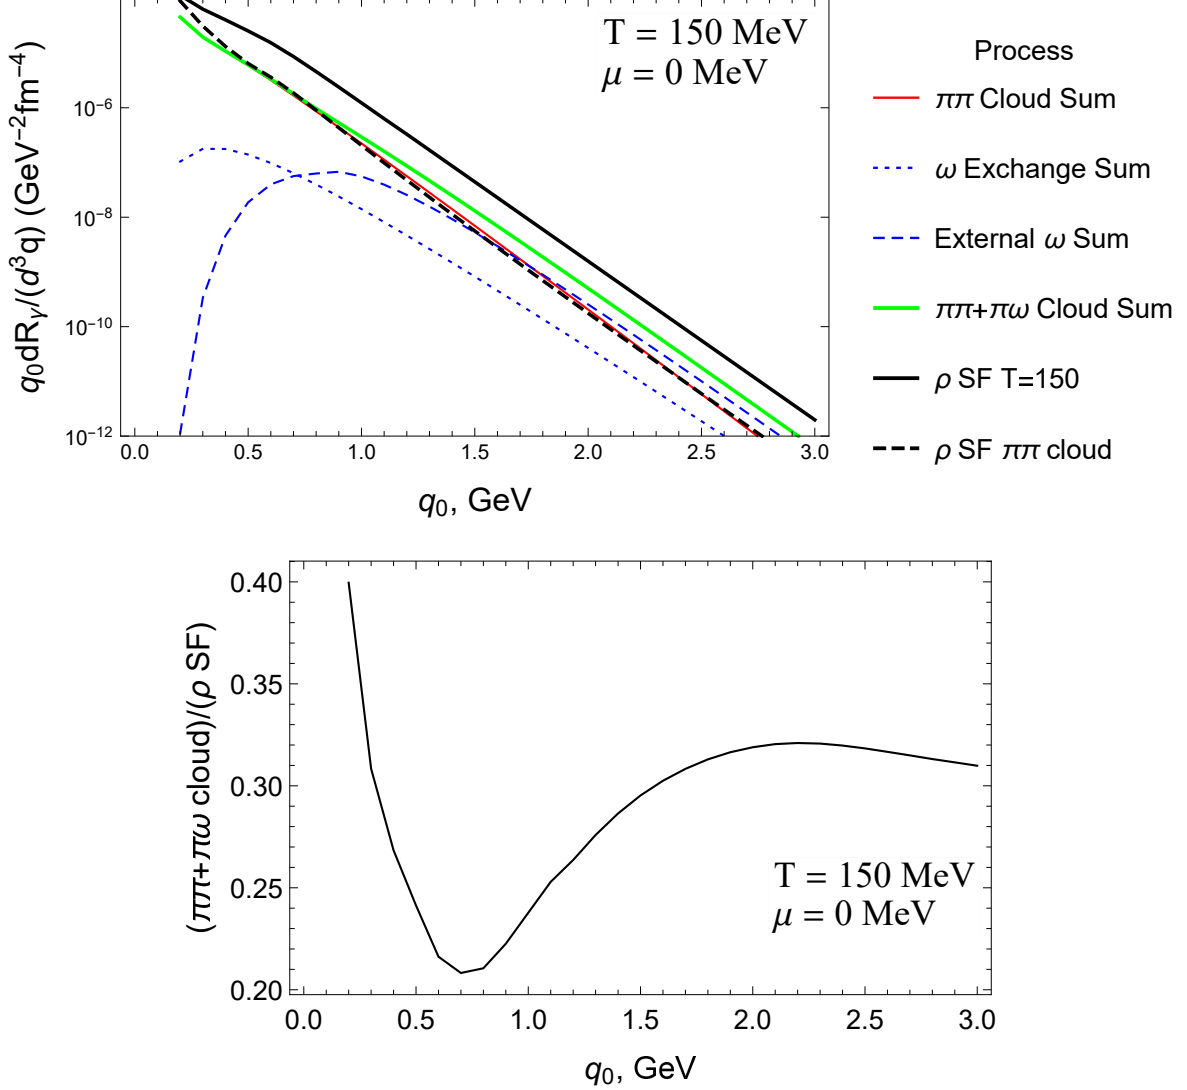 T = 150 MeV
μ = 0 MeV
q₀dRᵧ/(d³q) (GeV⁻²fm⁻⁴)
10⁻⁶
10⁻⁸
10⁻¹⁰
10⁻¹²
0.0 0.5 1.0 1.5 2.0 2.5 3.0
q₀, GeV
Process
ππ Cloud Sum
ω Exchange Sum
External ω Sum
ππ+πω Cloud Sum
ρ SF T=150
ρ SF ππ cloud
(ππ+πω cloud)/(ρ SF)
0.40
0.35
0.30
0.25
0.20
T = 150 MeV
μ = 0 MeV
0.0 0.5 1.0 1.5 2.0 2.5 3.0
q₀, GeV